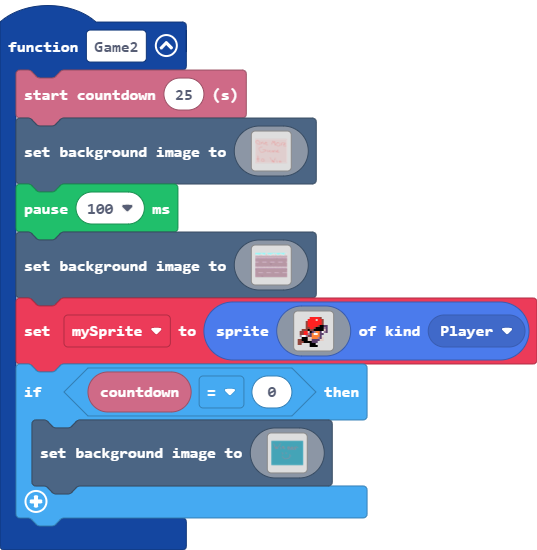 function Game2
start countdown 25 (s)
set background image to
pause 100 ms
set background image to
set mySprite to sprite of kind Player
if countdown = 0 then
set background image to